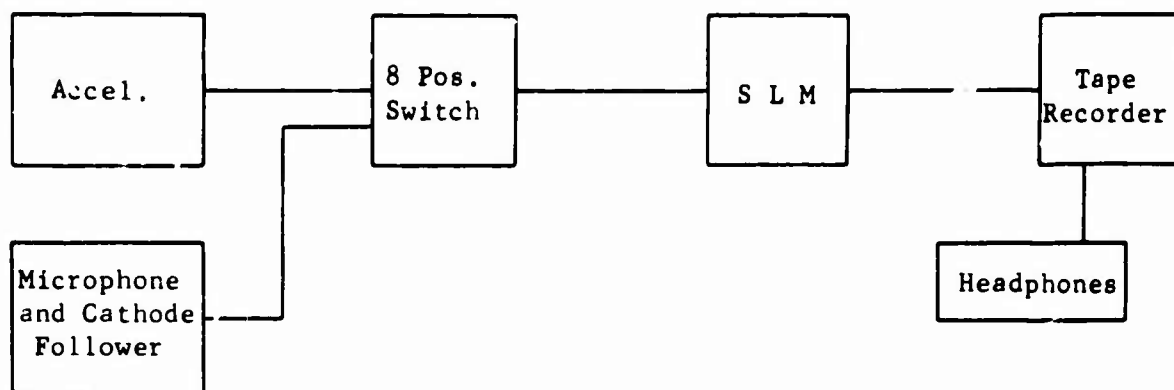 Accel.
8 Pos.
Switch
S L M
Tape
Recorder
Microphone
and Cathode
Follower
Headphones